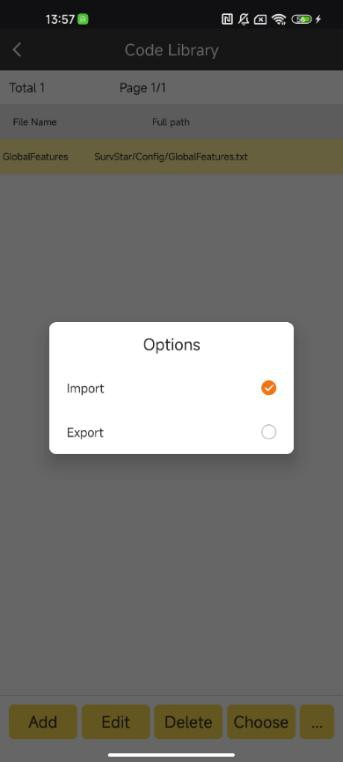 13:57
Code Library
Total 1 Page 1/1
File Name Full path
GlobalFeatures SurvStar/Config/GlobalFeatures.txt
Options
Import
Export
Add Edit Delete Choose ...